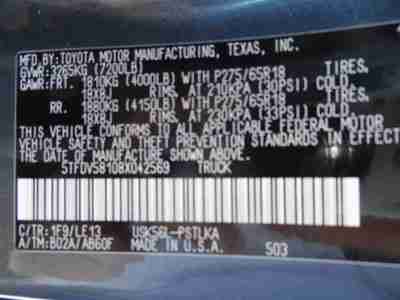 MFD. BY: TOYOTA MOTOR MANUFACTURING, TEXAS, INC.
GVWR: 3265KG (7200LB)
GAWR: FRT. 1810KG (4000LB) WITH P275/65R18 TIRES.
18X8J RIMS. AT 210KPA (30PSI) COLD.
RR. 1880KG (4150LB) WITH P275/65R18 TIRES.
18X8J RIMS. AT 230KPA (33PSI) COLD.
THIS VEHICLE CONFORMS TO ALL APPLICABLE FEDERAL MOTOR
VEHICLE SAFETY AND THEFT PREVENTION STANDARDS IN EFFECT
ON THE DATE OF MANUFACTURE SHOWN ABOVE.
5TFDV58108X042569 TRUCK
C/TR: 1F9/LE13 USK56L-PSTLKA
A/TM: B02A/AB60F MADE IN U.S.A. S03